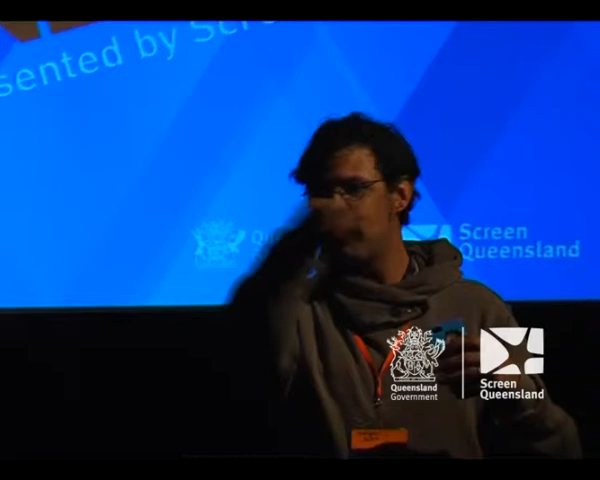 sented by Scr
Screen
Queensland
Queensland
Government
Screen
Queensland